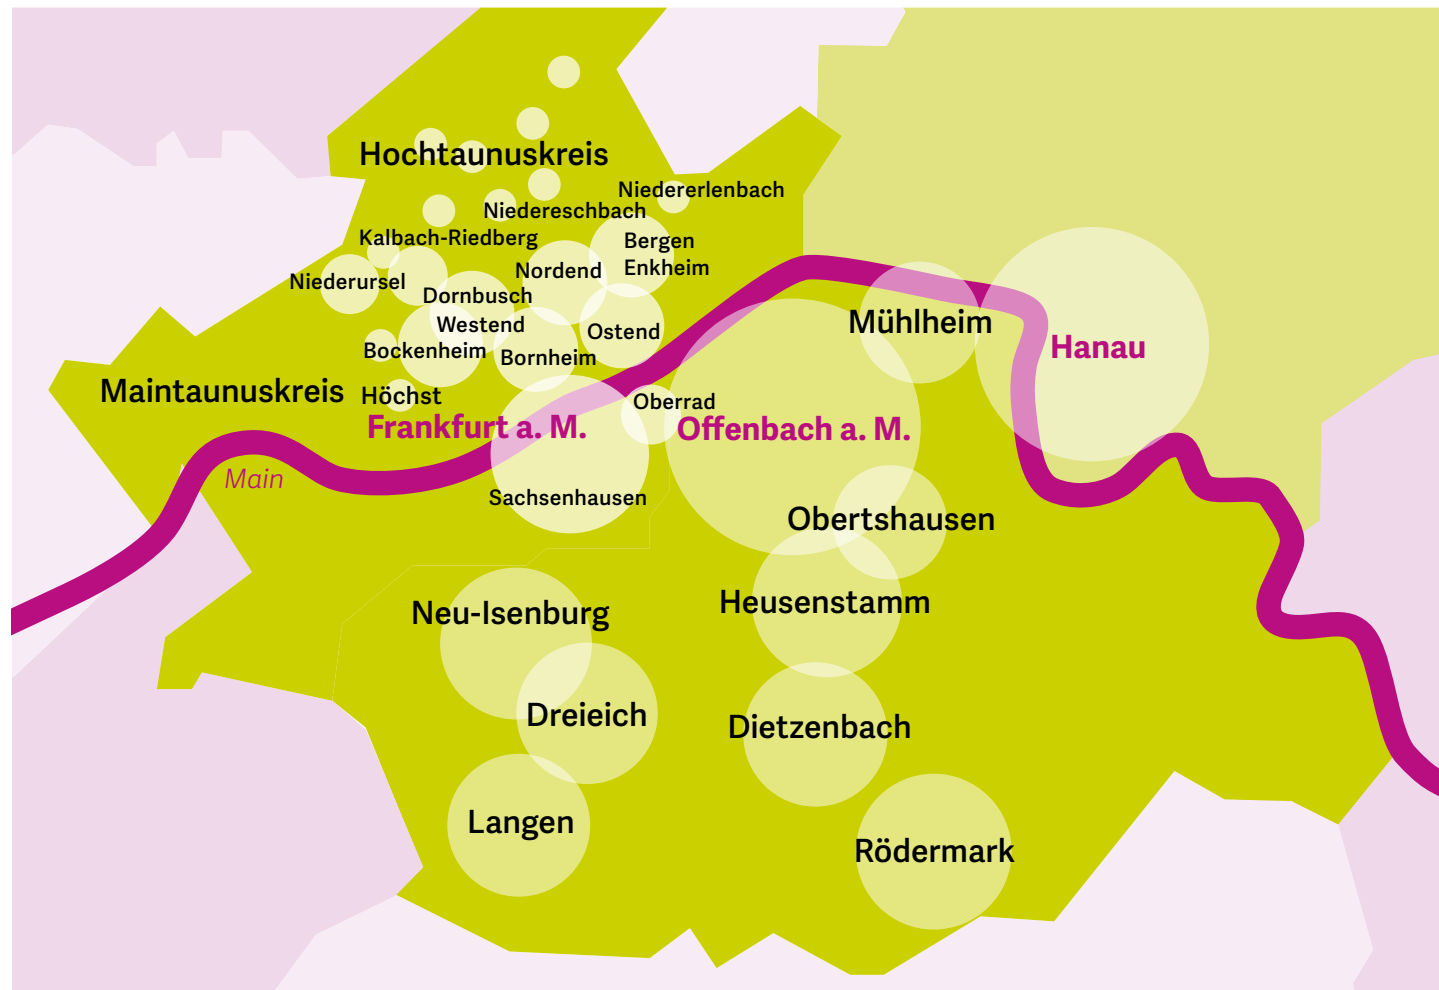 Hochtaunuskreis
Niedererlenbach
Niedereschbach
Kalbach-Riedberg
Bergen
Enkheim
Nordend
Niederursel
Dornbusch
Westend
Ostend
Mühlheim
Bockenheim
Bornheim
Hanau
Maintaunuskreis
Höchst
Oberrad
Frankfurt a. M.
Offenbach a. M.
Main
Sachsenhausen
Obertshausen
Heusenstamm
Neu-Isenburg
Dreieich
Dietzenbach
Langen
Rödermark